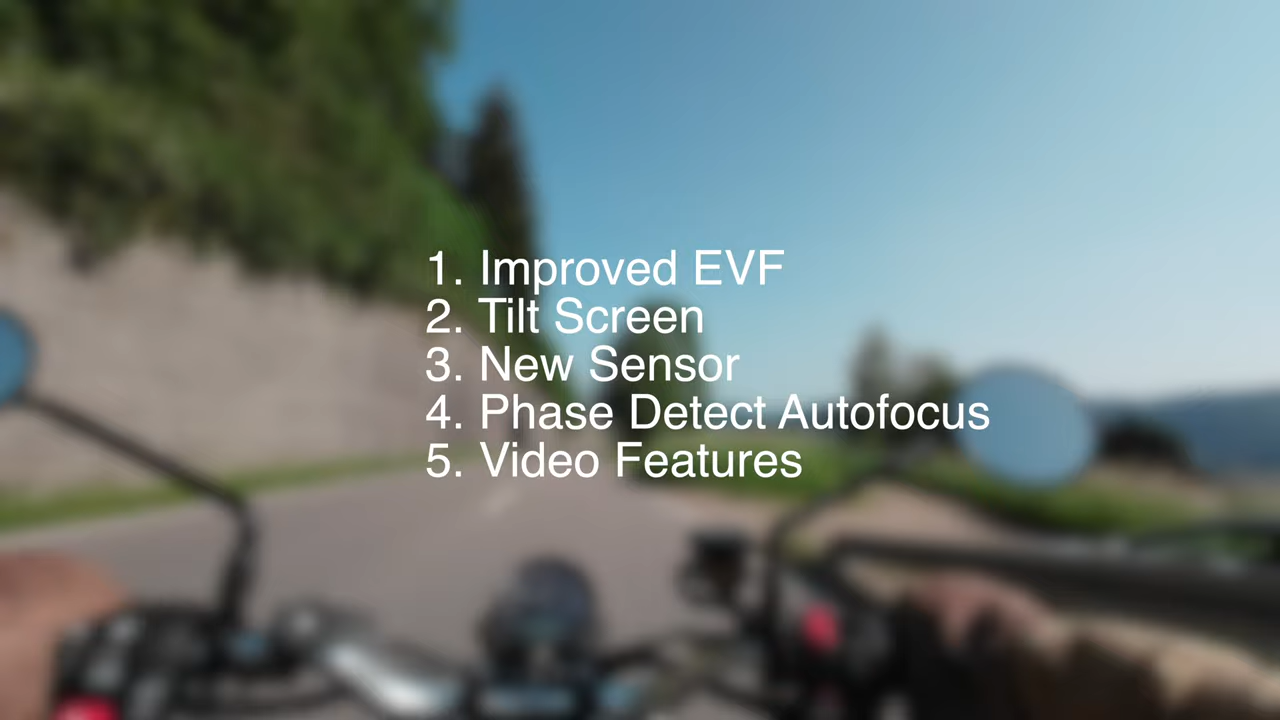 1. Improved EVF
2. Tilt Screen
3. New Sensor
4. Phase Detect Autofocus
5. Video Features